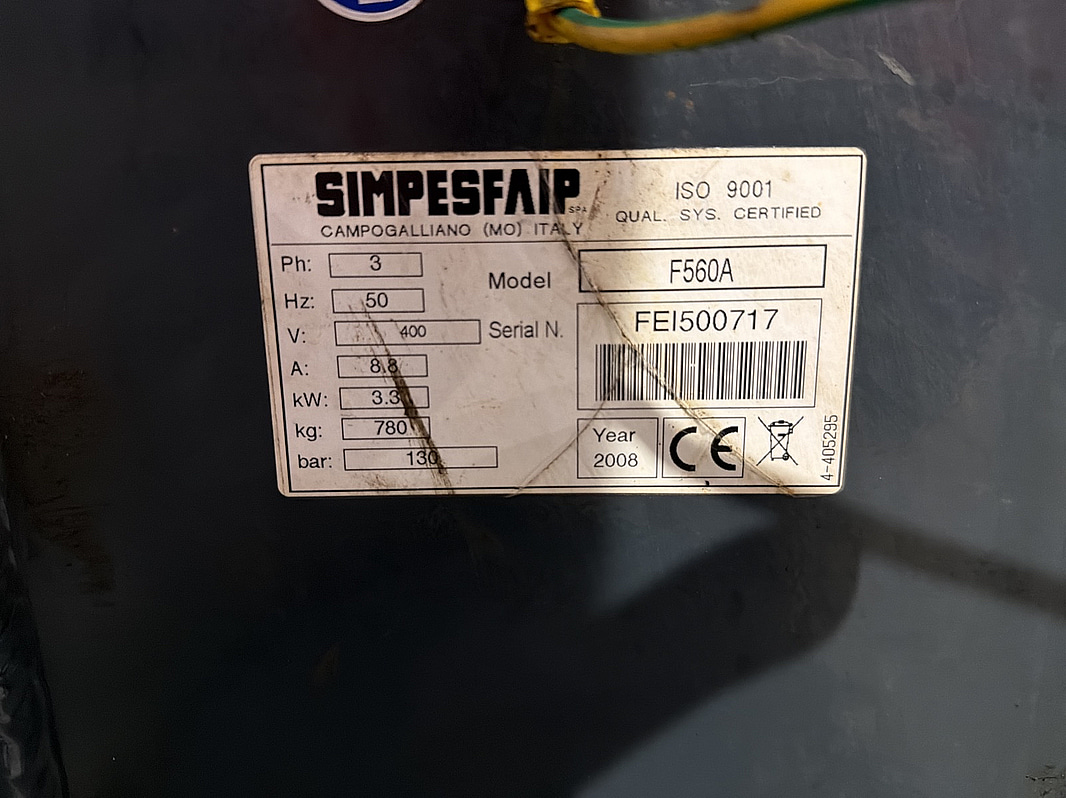 SIMPESFAIP SPA
CAMPOGALLIANO (MO) ITALY
ISO 9001
QUAL. SYS. CERTIFIED
Ph: 3
Hz: 50
V: 400
A: 8.8
kW: 3.3
kg: 780
bar: 130
Model F560A
Serial N. FEI500717
Year
2008
CE
4-405295